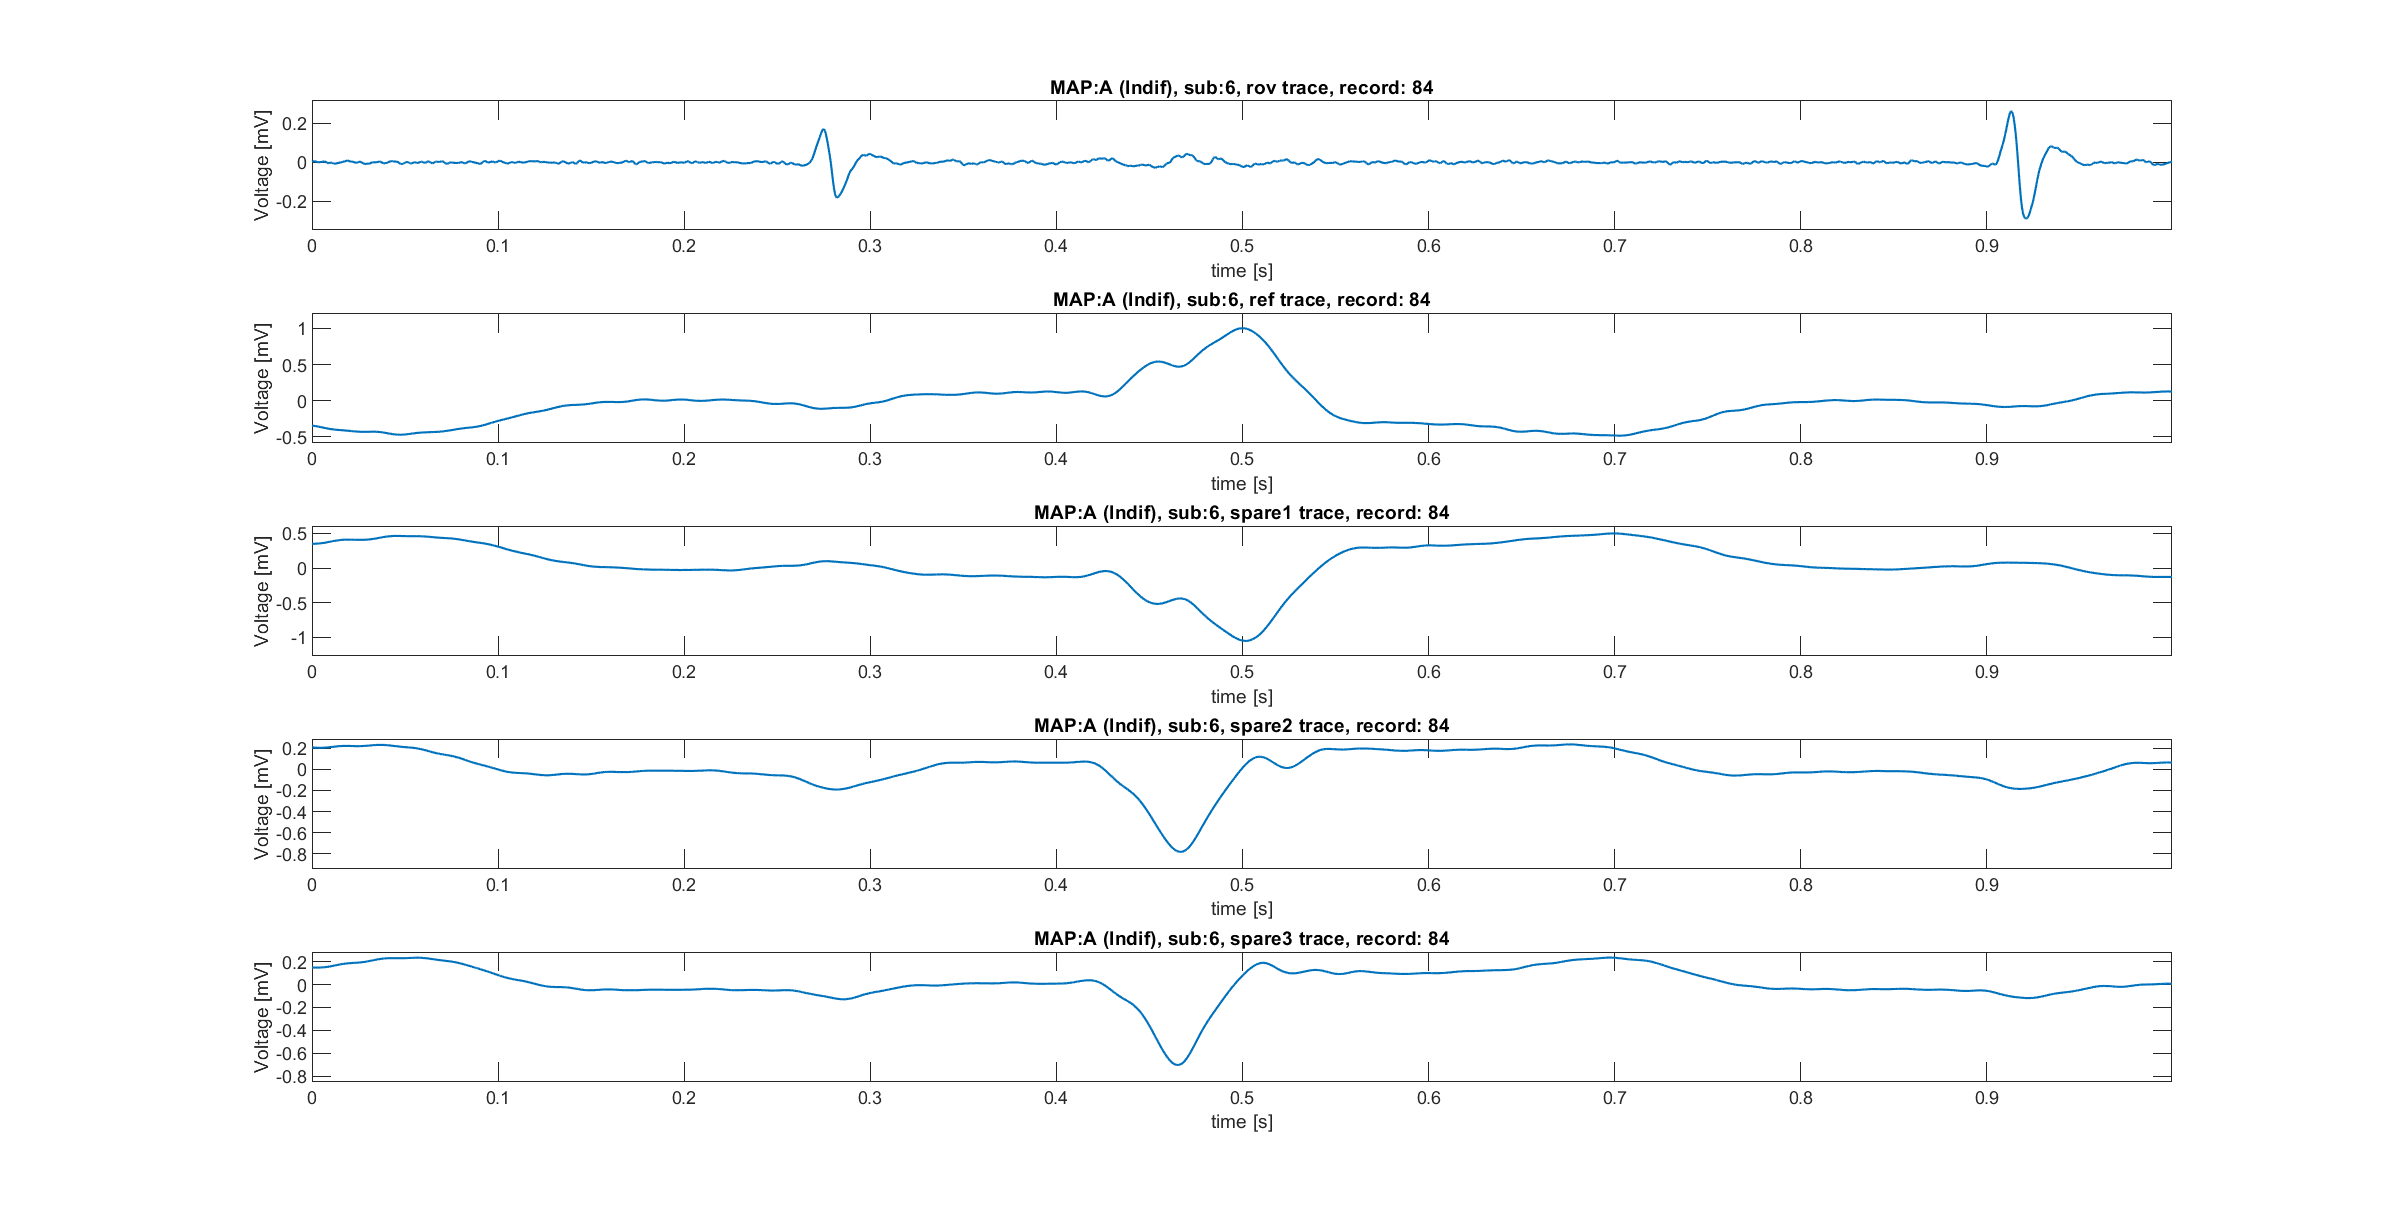 MAP:A (Indif), sub:6, rov trace, record: 84
Voltage [mV]
0.2
0
-0.2
0 0.1 0.2 0.3 0.4 0.5 0.6 0.7 0.8 0.9
time [s]
MAP:A (Indif), sub:6, ref trace, record: 84
Voltage [mV]
1
0.5
0
-0.5
0 0.1 0.2 0.3 0.4 0.5 0.6 0.7 0.8 0.9
time [s]
MAP:A (Indif), sub:6, spare1 trace, record: 84
Voltage [mV]
0.5
0
-0.5
-1
0 0.1 0.2 0.3 0.4 0.5 0.6 0.7 0.8 0.9
time [s]
MAP:A (Indif), sub:6, spare2 trace, record: 84
Voltage [mV]
0.2
0
-0.2
-0.4
-0.6
-0.8
0 0.1 0.2 0.3 0.4 0.5 0.6 0.7 0.8 0.9
time [s]
MAP:A (Indif), sub:6, spare3 trace, record: 84
Voltage [mV]
0.2
0
-0.2
-0.4
-0.6
-0.8
0 0.1 0.2 0.3 0.4 0.5 0.6 0.7 0.8 0.9
time [s]